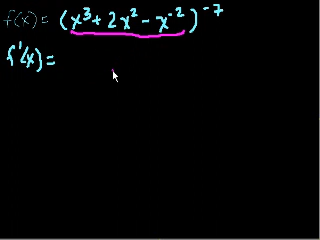 f(x) = (x³ + 2x² - x⁻²)⁻⁷
f'(x) =